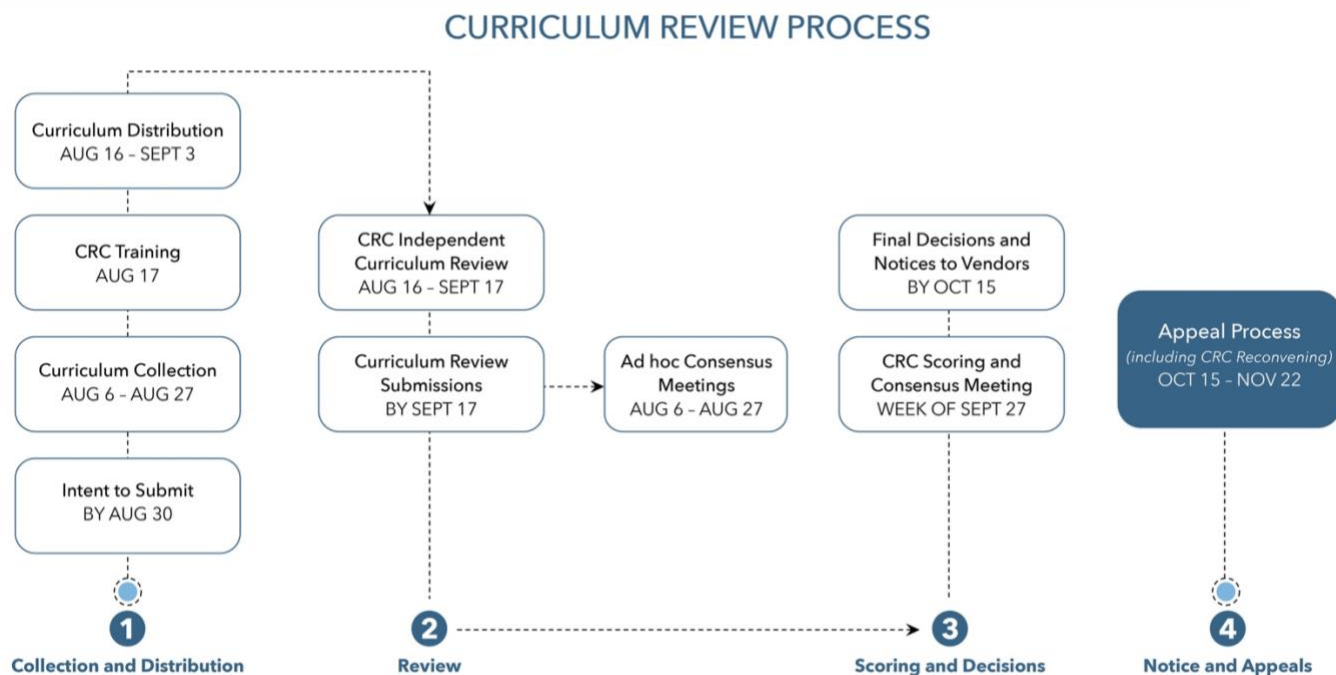 CURRICULUM REVIEW PROCESS
Curriculum Distribution
AUG 16 – SEPT 3
CRC Training
AUG 17
Curriculum Collection
AUG 6 – AUG 27
Intent to Submit
BY AUG 30
1
Collection and Distribution
CRC Independent
Curriculum Review
AUG 16 – SEPT 17
Curriculum Review
Submissions
BY SEPT 17
Ad hoc Consensus
Meetings
AUG 6 – AUG 27
2
Review
Final Decisions and
Notices to Vendors
BY OCT 15
CRC Scoring and
Consensus Meeting
WEEK OF SEPT 27
3
Scoring and Decisions
Appeal Process
(including CRC Reconvening)
OCT 15 – NOV 22
4
Notice and Appeals